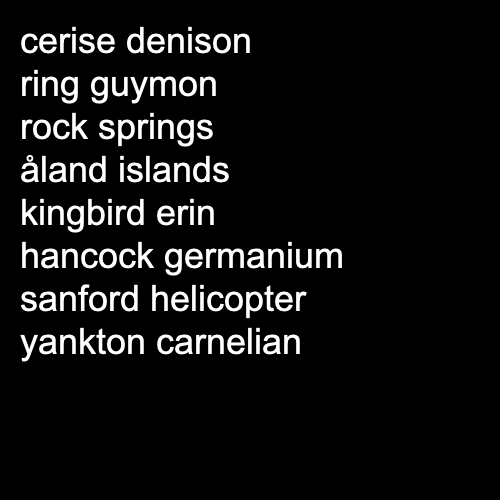 cerise denison
ring guymon
rock springs
åland islands
kingbird erin
hancock germanium
sanford helicopter
yankton carnelian